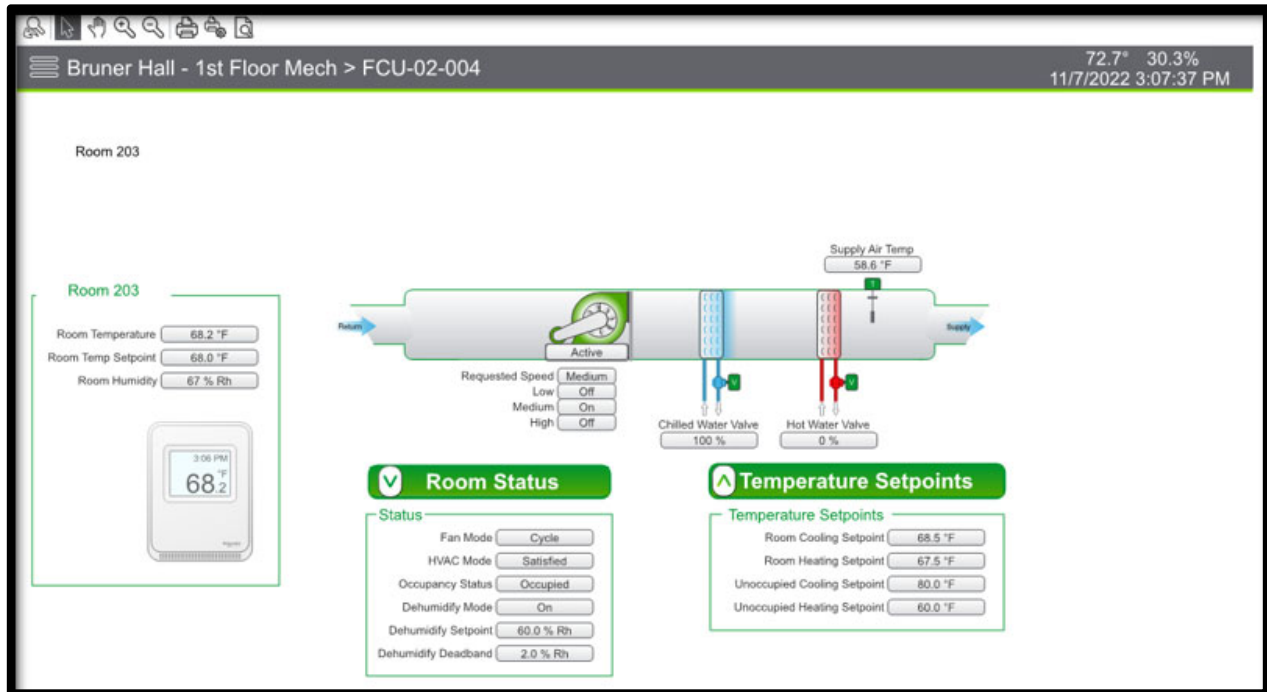 Bruner Hall - 1st Floor Mech > FCU-02-004
72.7° 30.3%
11/7/2022 3:07:37 PM
Room 203
Supply Air Temp
58.6 °F
Room 203
Room Temperature 68.2 °F
Room Temp Setpoint 68.0 °F
Room Humidity 67 % Rh
3:06 PM
68.2 °F
Return
Supply
Active
Requested Speed Medium
Low Off
Medium On
High Off
V
V
Chilled Water Valve
100 %
Hot Water Valve
0 %
Room Status
Status
Fan Mode Cycle
HVAC Mode Satisfied
Occupancy Status Occupied
Dehumidify Mode On
Dehumidify Setpoint 60.0 % Rh
Dehumidify Deadband 2.0 % Rh
Temperature Setpoints
Temperature Setpoints
Room Cooling Setpoint 68.5 °F
Room Heating Setpoint 67.5 °F
Unoccupied Cooling Setpoint 80.0 °F
Unoccupied Heating Setpoint 60.0 °F